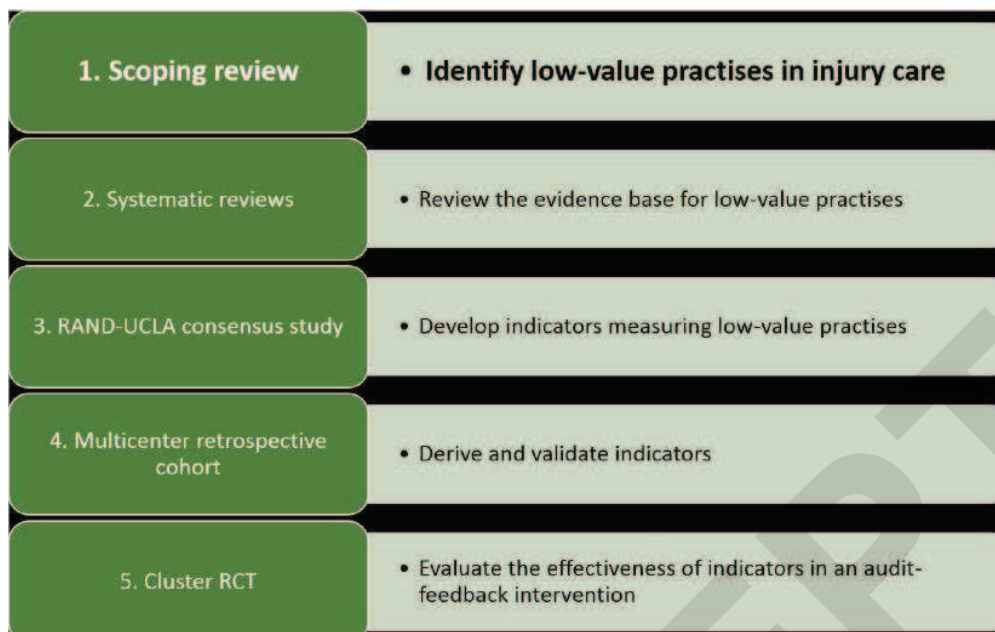 1. Scoping review
• Identify low-value practises in injury care
2. Systematic reviews
• Review the evidence base for low-value practises
3. RAND-UCLA consensus study
• Develop indicators measuring low-value practises
4. Multicenter retrospective
cohort
• Derive and validate indicators
5. Cluster RCT
• Evaluate the effectiveness of indicators in an audit-
feedback intervention